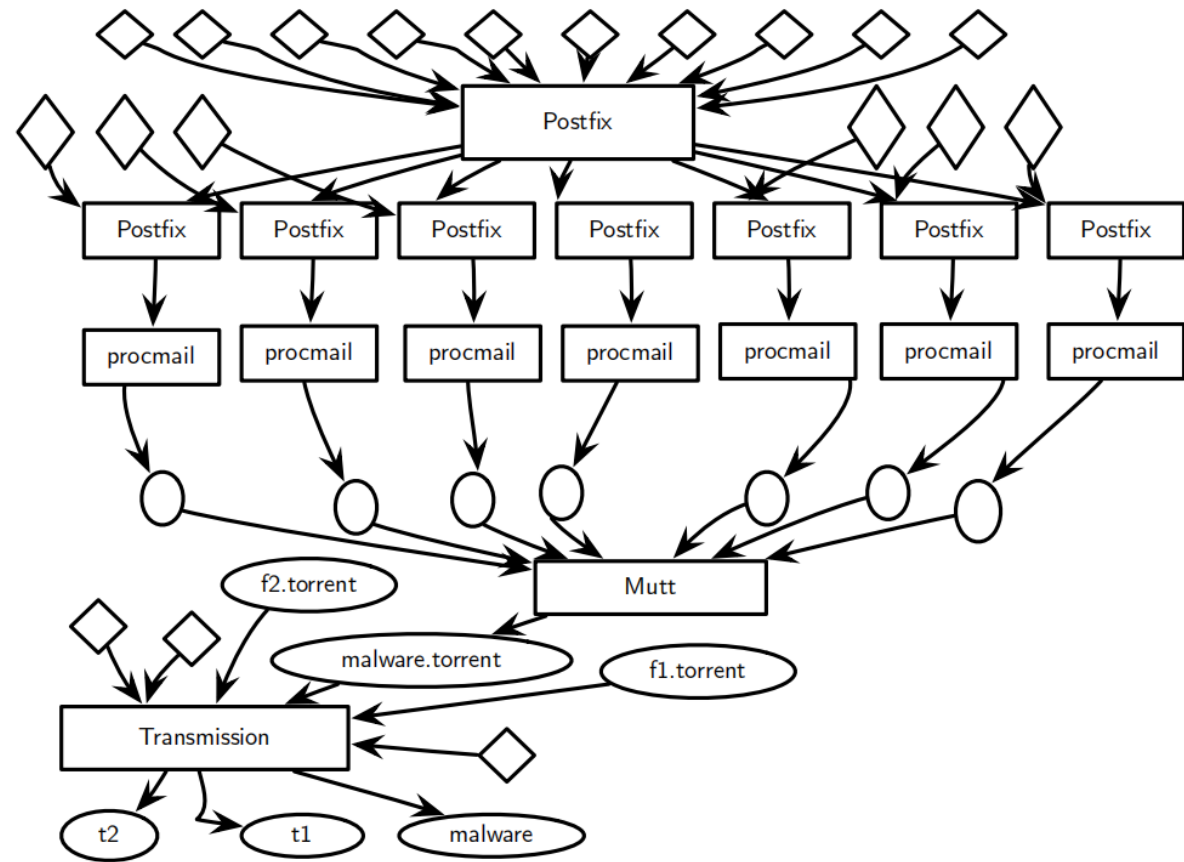 Postfix
Postfix
Postfix
Postfix
Postfix
Postfix
Postfix
Postfix
procmail
procmail
procmail
procmail
procmail
procmail
procmail
f2.torrent
Mutt
malware.torrent
f1.torrent
Transmission
t2
t1
malware